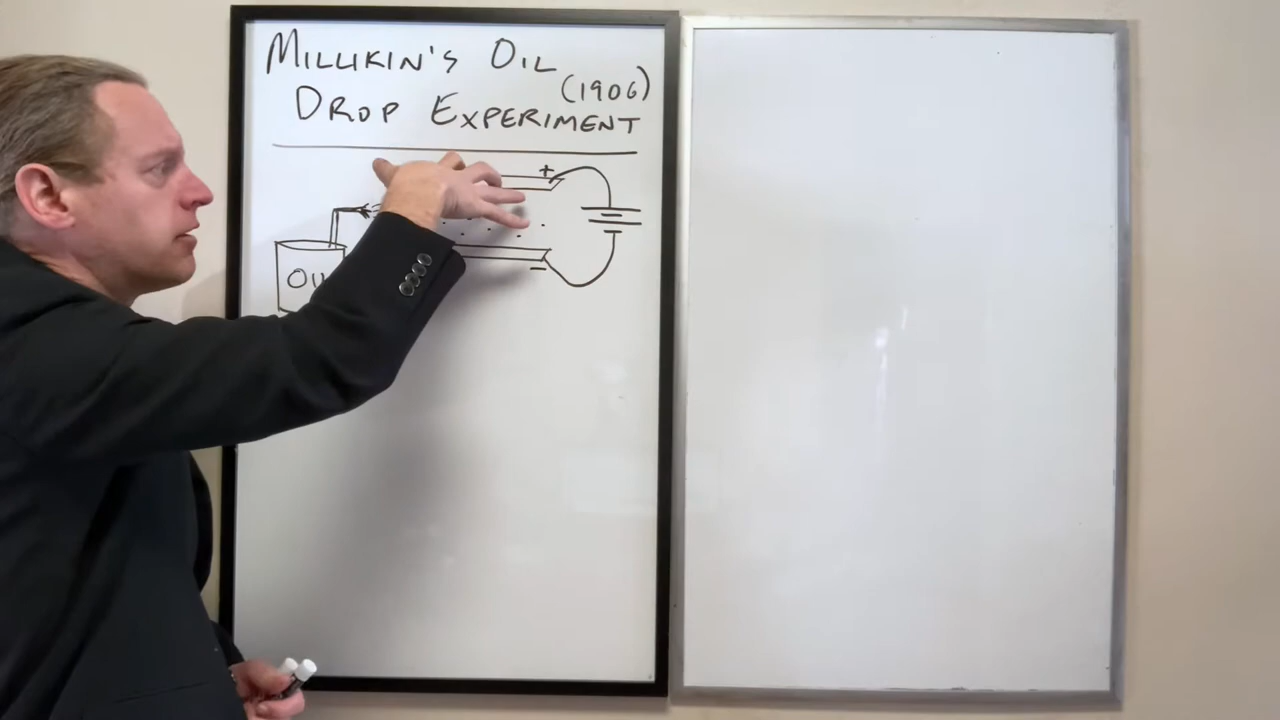 MILLIKIN'S OIL
DROP EXPERIMENT (1906)
+
OIL
-